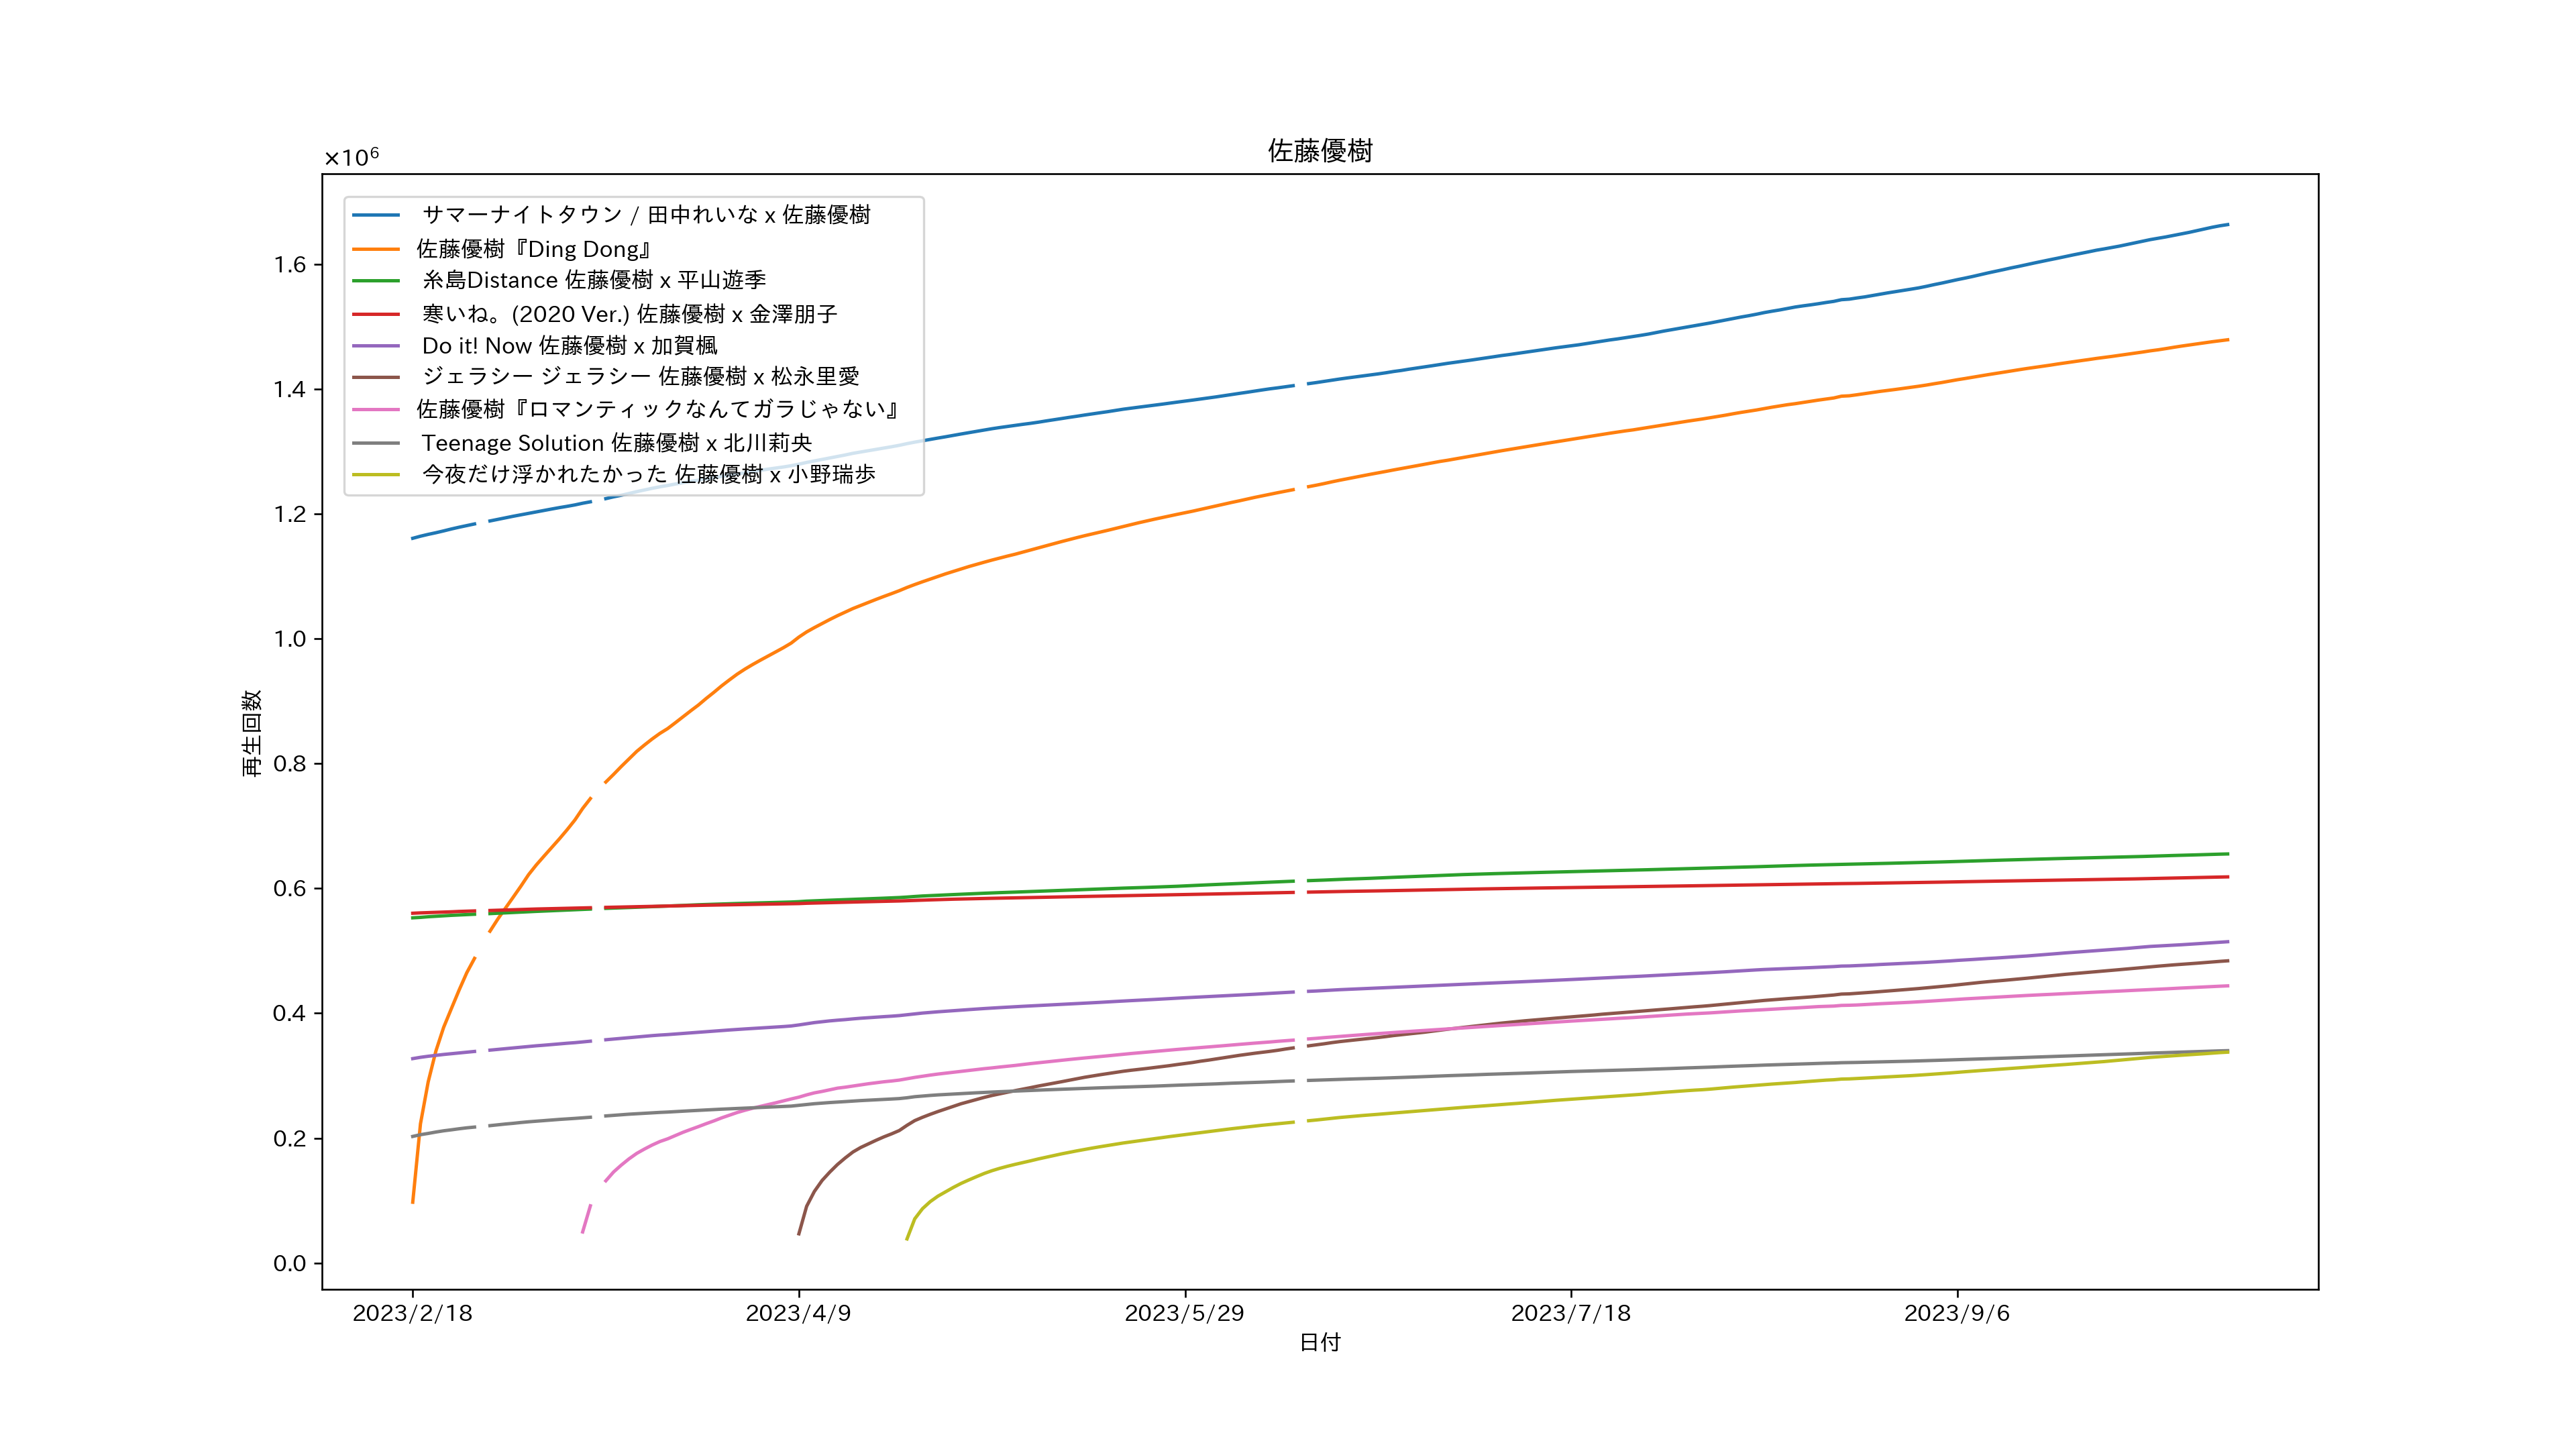 佐藤優樹
×10⁶
サマーナイトタウン / 田中れいな x 佐藤優樹
佐藤優樹『Ding Dong』
糸島Distance 佐藤優樹 x 平山遊季
寒いね。(2020 Ver.) 佐藤優樹 x 金澤朋子
Do it! Now 佐藤優樹 x 加賀楓
ジェラシー ジェラシー 佐藤優樹 x 松永里愛
佐藤優樹『ロマンティックなんてガラじゃない』
Teenage Solution 佐藤優樹 x 北川莉央
今夜だけ浮かれたかった 佐藤優樹 x 小野瑞歩
1.6
1.4
1.2
1.0
0.8
0.6
0.4
0.2
0.0
再生回数
2023/2/18
2023/4/9
2023/5/29
2023/7/18
2023/9/6
日付